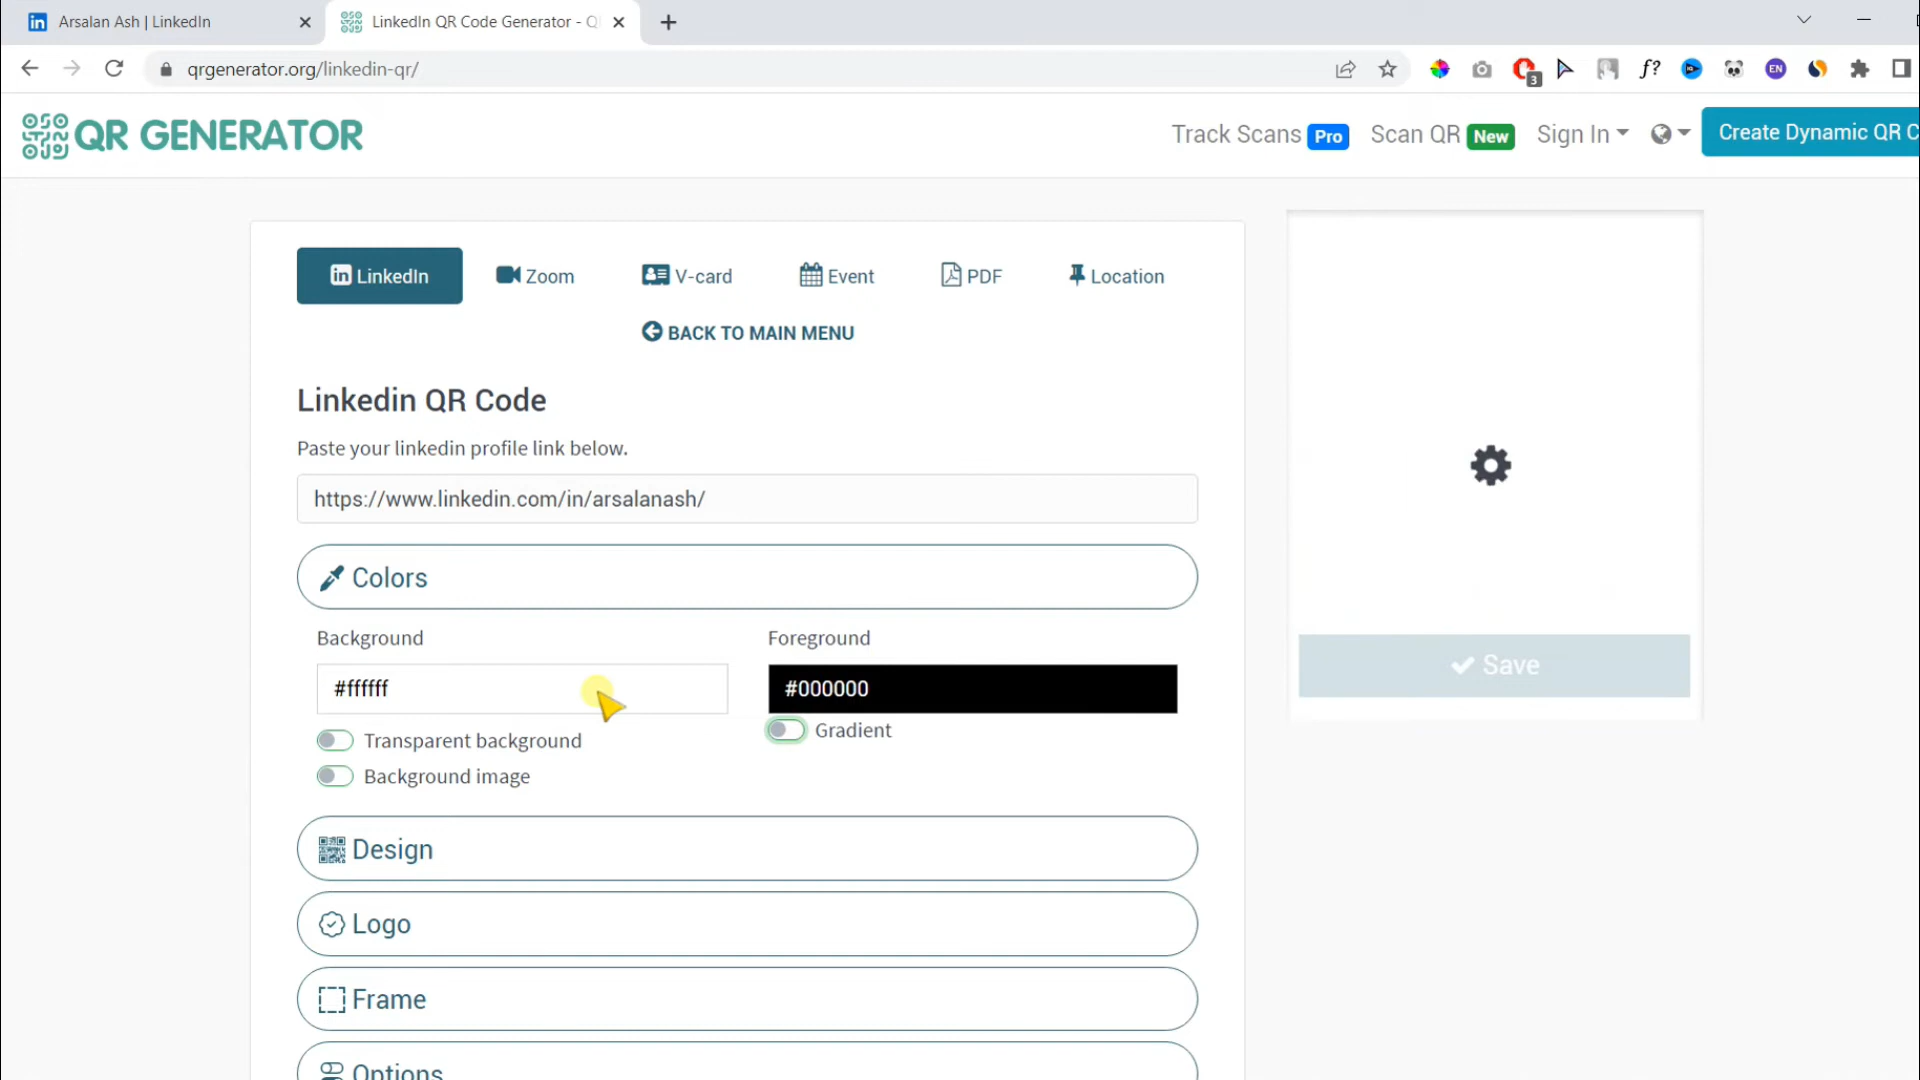 Arsalan Ash | LinkedIn
LinkedIn QR Code Generator - Q
qrgenerator.org/linkedin-qr/
3
f?
EN
QR GENERATOR
Track Scans Pro
Scan QR New
Sign In
Create Dynamic QR C
in LinkedIn
Zoom
V-card
Event
PDF
Location
BACK TO MAIN MENU
Linkedin QR Code
Paste your linkedin profile link below.
https://www.linkedin.com/in/arsalanash/
Colors
Background
Foreground
#ffffff
#000000
Transparent background
Gradient
Background image
Save
Design
Logo
Frame
Options